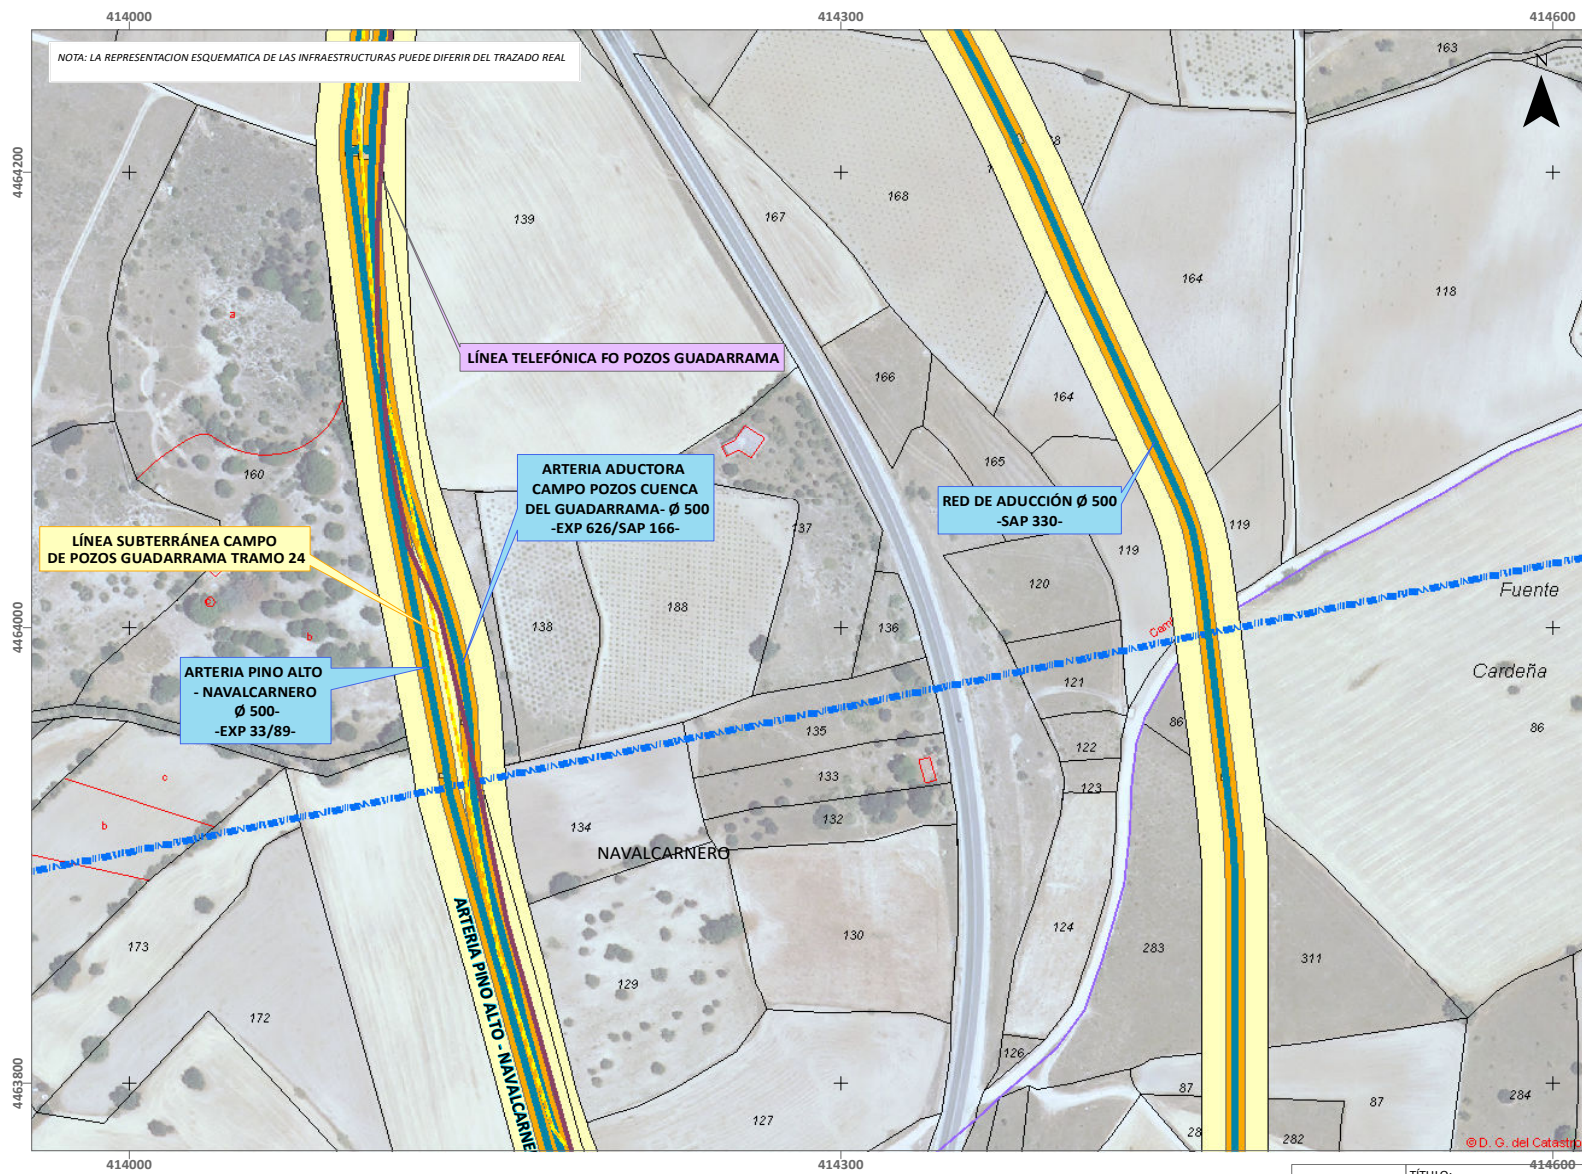 414000
414300
414600
NOTA: LA REPRESENTACION ESQUEMATICA DE LAS INFRAESTRUCTURAS PUEDE DIFERIR DEL TRAZADO REAL
163
N
4464200
139
167
168
164
118
a
LÍNEA TELEFÓNICA FO POZOS GUADARRAMA
166
164
160
165
ARTERIA ADUCTORA
CAMPO POZOS CUENCA
DEL GUADARRAMA- Ø 500
-EXP 626/SAP 166-
RED DE ADUCCIÓN Ø 500
-SAP 330-
137
119
119
LÍNEA SUBTERRÁNEA CAMPO
DE POZOS GUADARRAMA TRAMO 24
120
Fuente
Cardeña
4464000
188
138
136
b
ARTERIA PINO ALTO
- NAVALCARNERO
Ø 500-
-EXP 33/89-
121
86
86
135
122
133
123
c
b
132
134
NAVALCARNERO
ARTERIA PINO ALTO - NAVALCARNE
173
130
124
283
311
129
172
126
4463800
87
87
284
127
28
282
© D. G. del Catastro
414000
414300
414600
TÍTULO: